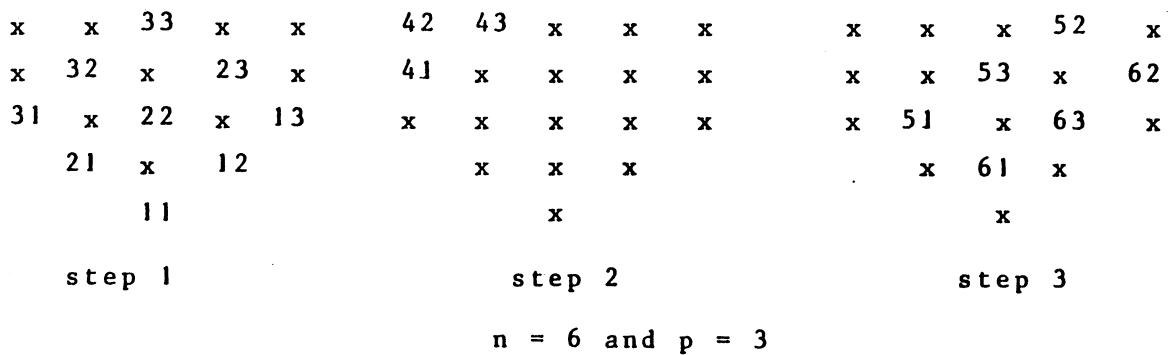 x x 33 x x 42 43 x x x x x x 52 x
x 32 x 23 x 41 x x x x x x 53 x 62
31 x 22 x 13 x x x x x x 51 x 63 x
21 x 12 x x x x 61 x
11 x x
step 1 step 2 step 3
n = 6 and p = 3